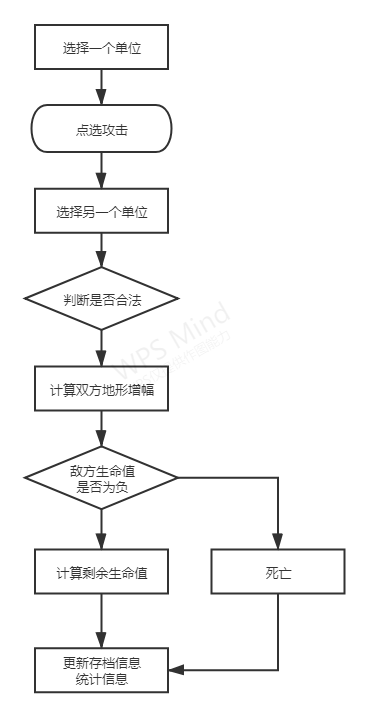 选择一个单位
点选攻击
选择另一个单位
判断是否合法
WPS Mind
计算双方地形增幅
敌方生命值
是否为负
计算剩余生命值
死亡
更新存档信息
统计信息